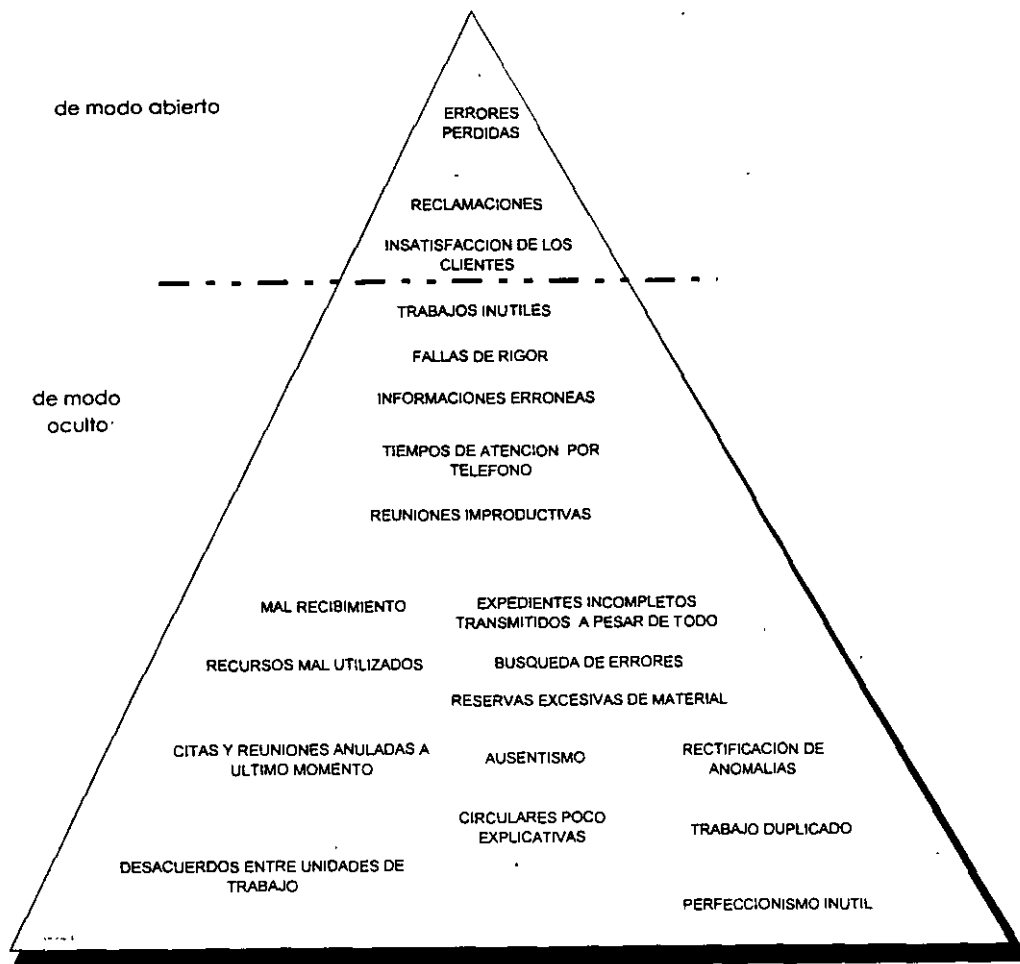 de modo abierto
ERRORES
PERDIDAS
RECLAMACIONES
INSATISFACCION DE LOS
CLIENTES
TRABAJOS INUTILES
FALLAS DE RIGOR
de modo
oculto
INFORMACIONES ERRONEAS
TIEMPOS DE ATENCION POR
TELEFONO
REUNIONES IMPRODUCTIVAS
MAL RECIBIMIENTO
EXPEDIENTES INCOMPLETOS
TRANSMITIDOS A PESAR DE TODO
RECURSOS MAL UTILIZADOS
BUSQUEDA DE ERRORES
RESERVAS EXCESIVAS DE MATERIAL
CITAS Y REUNIONES ANULADAS A
ULTIMO MOMENTO
AUSENTISMO
RECTIFICACION DE
ANOMALIAS
CIRCULARES POCO
EXPLICATIVAS
TRABAJO DUPLICADO
DESACUERDOS ENTRE UNIDADES DE
TRABAJO
PERFECCIONISMO INUTIL